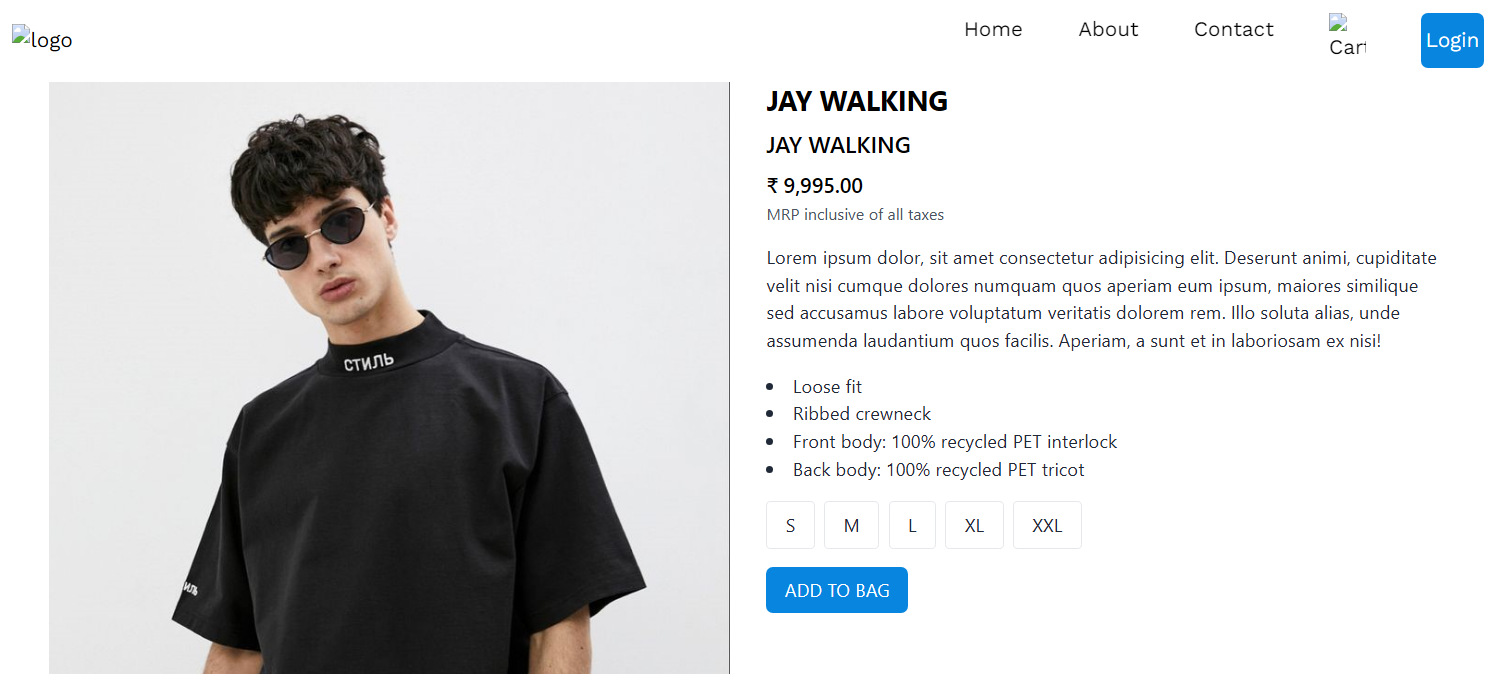 logo
Home About Contact Cart Login
JAY WALKING
JAY WALKING
₹ 9,995.00
MRP inclusive of all taxes
Lorem ipsum dolor, sit amet consectetur adipisicing elit. Deserunt animi, cupiditate
velit nisi cumque dolores numquam quos aperiam eum ipsum, maiores similique
sed accusamus labore voluptatum veritatis dolorem rem. Illo soluta alias, unde
assumenda laudantium quos facilis. Aperiam, a sunt et in laboriosam ex nisi!
Loose fit
Ribbed crewneck
Front body: 100% recycled PET interlock
Back body: 100% recycled PET tricot
S M L XL XXL
ADD TO BAG
СТИЛЬ